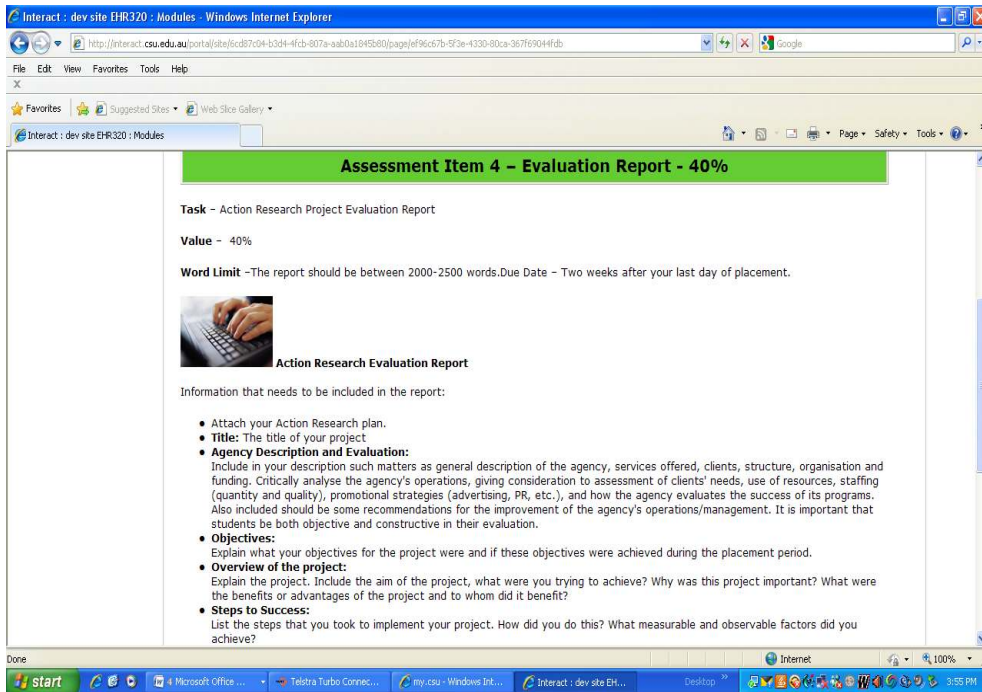 Interact : dev site EHR320 : Modules - Windows Internet Explorer
http://interact.csu.edu.au/portal/site/6cd87c04-b3d4-4fcb-807a-aab0a1845b80/page/ef96c67b-5f3e-4330-80ca-367f69044fdb
Google
File Edit View Favorites Tools Help
X
Favorites Suggested Sites Web Slice Gallery
Interact : dev site EHR320 : Modules
Page Safety Tools
Assessment Item 4 – Evaluation Report - 40%
Task – Action Research Project Evaluation Report
Value – 40%
Word Limit –The report should be between 2000-2500 words.Due Date – Two weeks after your last day of placement.
Action Research Evaluation Report
Information that needs to be included in the report:
• Attach your Action Research plan.
• Title: The title of your project
• Agency Description and Evaluation:
Include in your description such matters as general description of the agency, services offered, clients, structure, organisation and
funding. Critically analyse the agency's operations, giving consideration to assessment of clients' needs, use of resources, staffing
(quantity and quality), promotional strategies (advertising, PR, etc.), and how the agency evaluates the success of its programs.
Also included should be some recommendations for the improvement of the agency's operations/management. It is important that
students be both objective and constructive in their evaluation.
• Objectives:
Explain what your objectives for the project were and if these objectives were achieved during the placement period.
• Overview of the project:
Explain the project. Include the aim of the project, what were you trying to achieve? Why was this project important? What were
the benefits or advantages of the project and to whom did it benefit?
• Steps to Success:
List the steps that you took to implement your project. How did you do this? What measurable and observable factors did you
achieve?
Done
Internet
100%
start
4 Microsoft Office ...
Telstra Turbo Connec...
my.csu - Windows Int...
Interact : dev site EH...
Desktop
3:55 PM